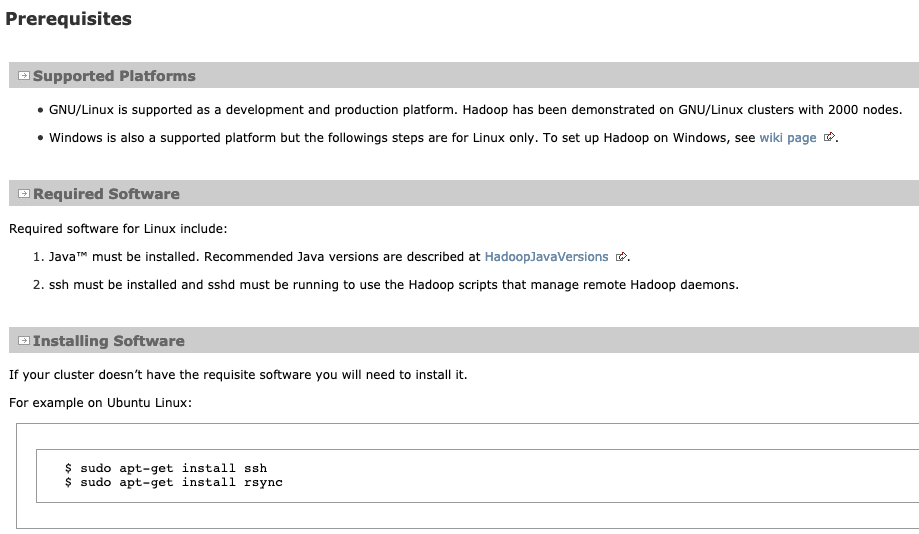 Prerequisites
Supported Platforms
• GNU/Linux is supported as a development and production platform. Hadoop has been demonstrated on GNU/Linux clusters with 2000 nodes.
• Windows is also a supported platform but the followings steps are for Linux only. To set up Hadoop on Windows, see wiki page.
Required Software
Required software for Linux include:
1. Java™ must be installed. Recommended Java versions are described at HadoopJavaVersions.
2. ssh must be installed and sshd must be running to use the Hadoop scripts that manage remote Hadoop daemons.
Installing Software
If your cluster doesn’t have the requisite software you will need to install it.
For example on Ubuntu Linux:
$ sudo apt-get install ssh
$ sudo apt-get install rsync